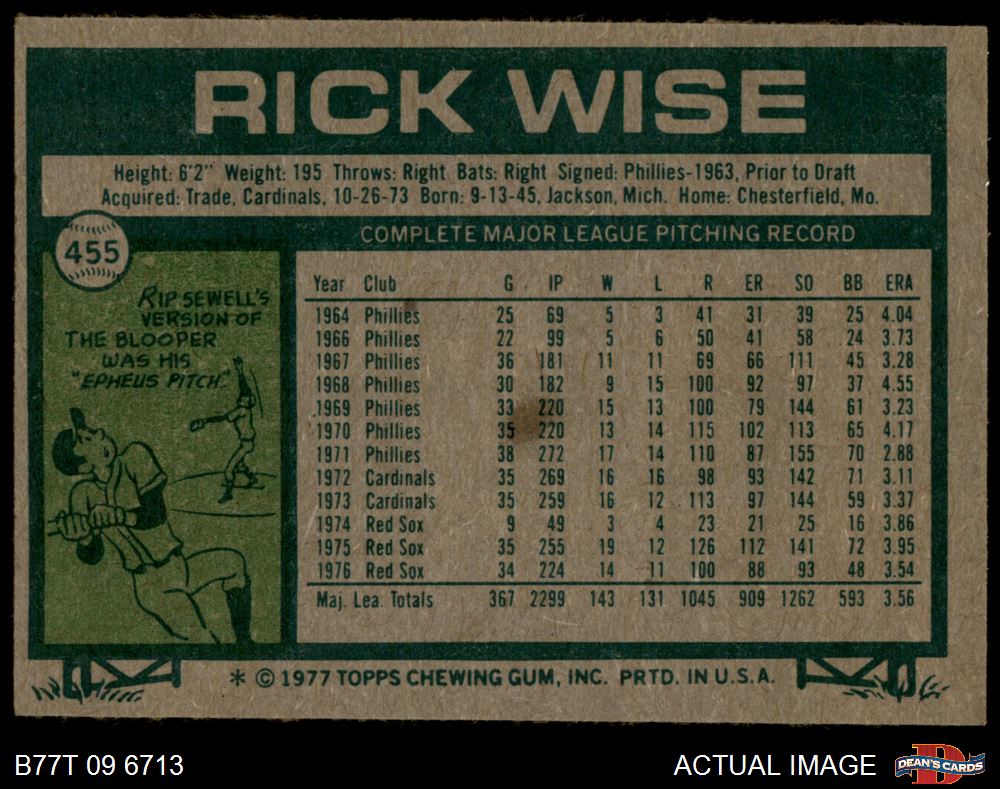 RICK WISE
Height: 6'2" Weight: 195 Throws: Right Bats: Right Signed: Phillies-1963, Prior to Draft
Acquired: Trade, Cardinals, 10-26-73 Born: 9-13-45, Jackson, Mich. Home: Chesterfield, Mo.
455
RIP SEWELL'S
VERSION OF
THE BLOOPER
WAS HIS
"EPHEUS PITCH."
COMPLETE MAJOR LEAGUE PITCHING RECORD
Year Club G IP W L R ER SO BB ERA
1964 Phillies 25 69 5 3 41 31 39 25 4.04
1966 Phillies 22 99 5 6 50 41 58 24 3.73
1967 Phillies 36 181 11 11 69 66 111 45 3.28
1968 Phillies 30 182 9 15 100 92 97 37 4.55
1969 Phillies 33 220 15 13 100 79 144 61 3.23
1970 Phillies 35 220 13 14 115 102 113 65 4.17
1971 Phillies 38 272 17 14 110 87 155 70 2.88
1972 Cardinals 35 269 16 16 98 93 142 71 3.11
1973 Cardinals 35 259 16 12 113 97 144 59 3.37
1974 Red Sox 9 49 3 4 23 21 25 16 3.86
1975 Red Sox 35 255 19 12 126 112 141 72 3.95
1976 Red Sox 34 224 14 11 100 88 93 48 3.54
Maj. Lea. Totals 367 2299 143 131 1045 909 1262 593 3.56
* © 1977 TOPPS CHEWING GUM, INC. PRTD. IN U.S.A.
B77T 09 6713
ACTUAL IMAGE
DEAN'S CARDS